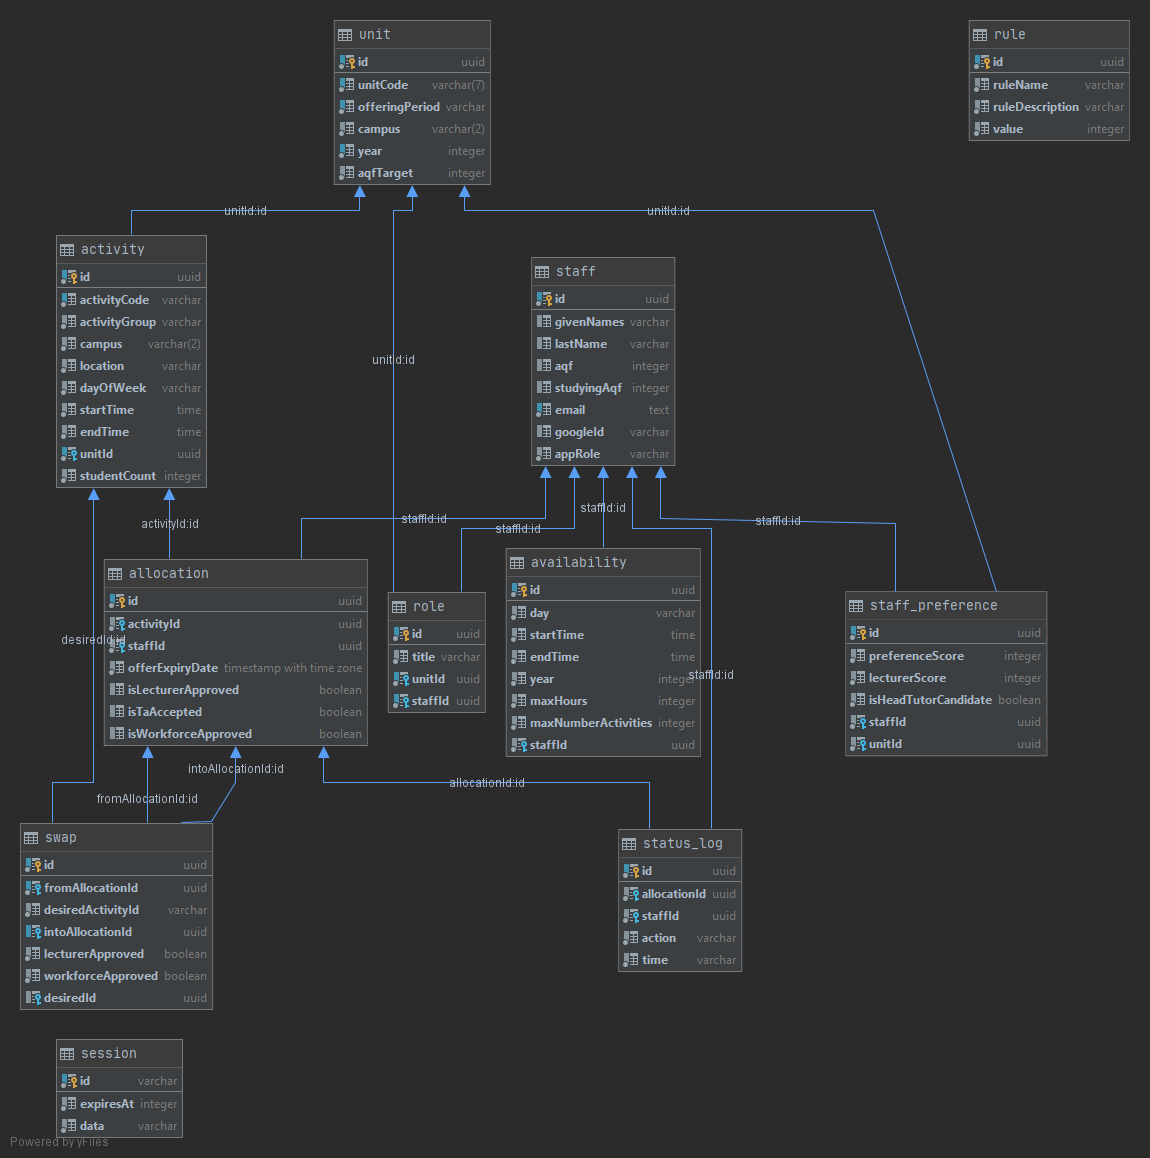 unit
id uuid
unitCode varchar(7)
offeringPeriod varchar
campus varchar(2)
year integer
aqfTarget integer
rule
id uuid
ruleName varchar
ruleDescription varchar
value integer
unitId:id
unitId:id
activity
id uuid
activityCode varchar
activityGroup varchar
campus varchar(2)
location varchar
dayOfWeek varchar
startTime time
endTime time
unitId uuid
studentCount integer
staff
id uuid
givenNames varchar
lastName varchar
aqf integer
studyingAqf integer
email text
googleId varchar
appRole varchar
unitId:id
activityId:id
staffId:id
staffId:id
staffId:id
staffId:id
allocation
id uuid
activityId uuid
staffId uuid
offerExpiryDate timestamp with time zone
isLecturerApproved boolean
isTaAccepted boolean
isWorkforceApproved boolean
desiredId:id
role
id uuid
title varchar
unitId uuid
staffId uuid
availability
id uuid
day varchar
startTime time
endTime time
year integer
maxHours integer
maxNumberActivities integer
staffId uuid
staffId:id
staff_preference
id uuid
preferenceScore integer
lecturerScore integer
isHeadTutorCandidate boolean
staffId uuid
unitId uuid
intoAllocationId:id
fromAllocationId:id
allocationId:id
swap
id uuid
fromAllocationId uuid
desiredActivityId varchar
intoAllocationId uuid
lecturerApproved boolean
workforceApproved boolean
desiredId uuid
status_log
id uuid
allocationId uuid
staffId uuid
action varchar
time varchar
session
id varchar
expiresAt integer
data varchar
Powered by yFiles